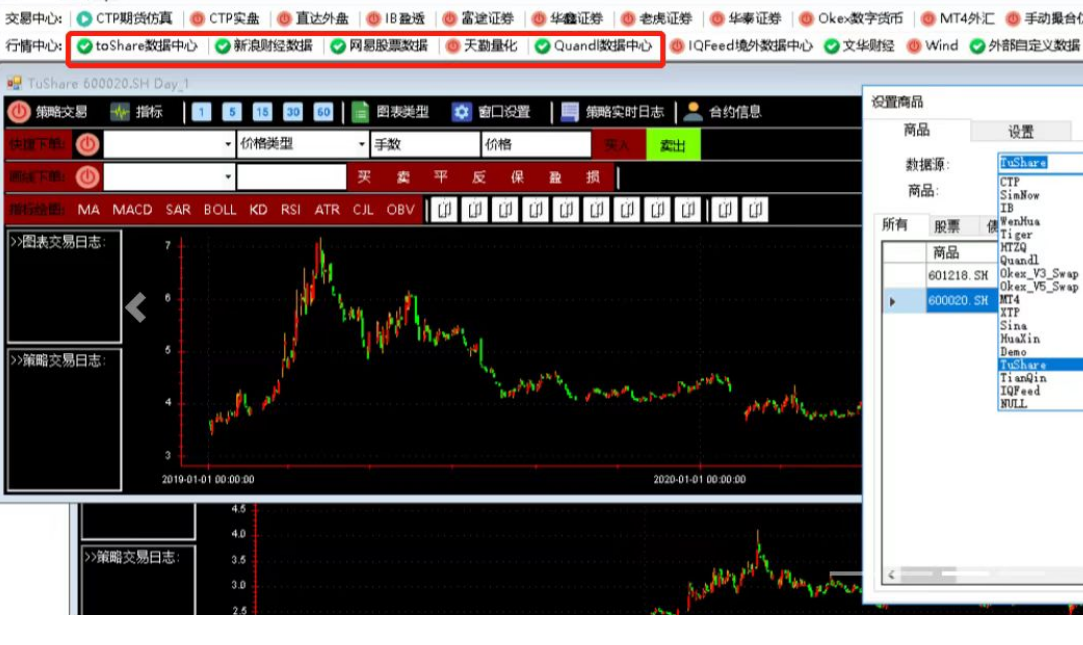 交易中心: CTP期货仿真 CTP实盘 直达外盘 IB盈透 富途证券 华鑫证券 老虎证券 华泰证券 Okex数字货币 MT4外汇 手动撮合
行情中心: toShare数据中心 新浪财经数据 网易股票数据 天勤量化 Quandl数据中心 IQFeed境外数据中心 文华财经 Wind 外部自定义数据
TuShare 600020.SH Day_1
策略交易 指标 1 5 15 30 60 图表类型 窗口设置 策略实时日志 合约信息
快捷下单: 价格类型 手数 价格 买入 卖出
买 卖 平 反 保 盈 损
指标绘图: MA MACD SAR BOLL KD RSI ATR CJL OBV
>>图表交易日志:
>>策略交易日志:
7
6
5
4
3
2019-01-01 00:00:00 2020-01-01 00:00:00
设置商品
商品 设置
数据源: TuShare
商品:
CTP
SimNow
IB
WenHua
Tiger
HTZQ
Quandl
Okex_V3_Swap
Okex_V5_Swap
MT4
XTP
Sina
HuaXin
Demo
TuShare
TianQin
IQFeed
NULL
所有 股票 债
商品
601218.SH
600020.SH
>>策略交易日志:
4.5
4.0
3.5
3.0
2.5